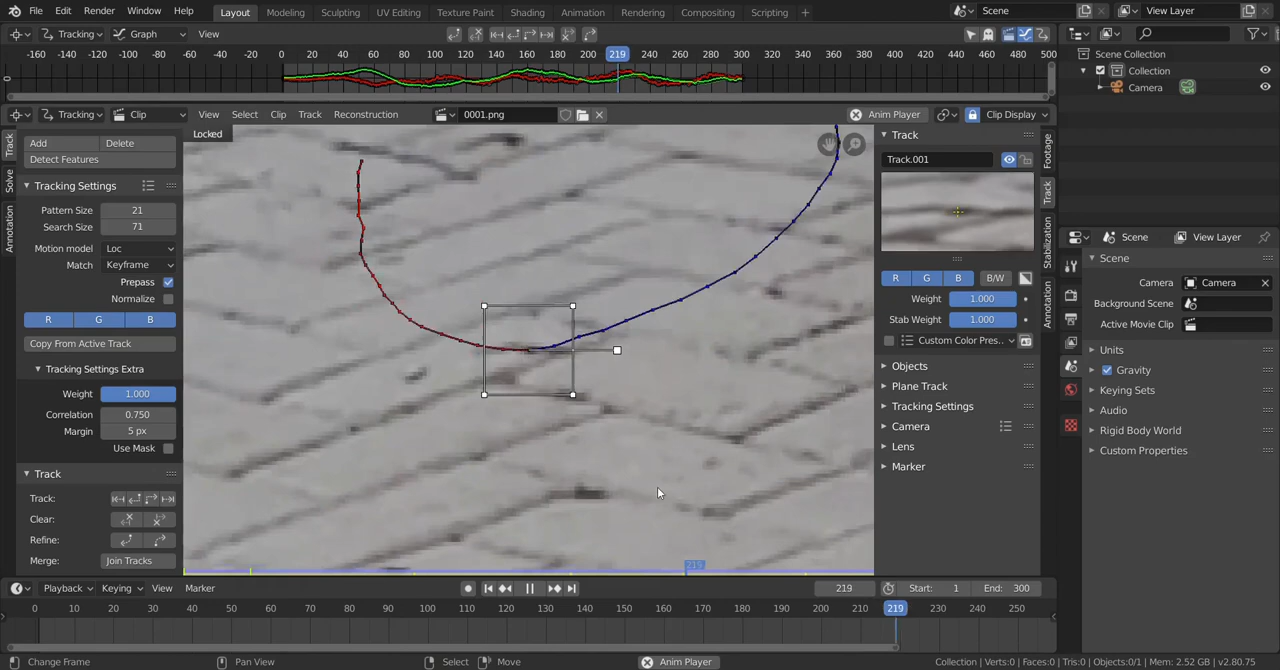 File Edit Render Window Help Layout Modeling Sculpting UV Editing Texture Paint Shading Animation Rendering Compositing Scripting + Scene View Layer
Tracking Graph View
-160 -140 -120 -100 -80 -60 -40 -20 0 20 40 60 80 100 120 140 160 180 200 219 240 260 280 300 320 340 360 380 400 420 440 460 480 500
0
Scene Collection
Collection
Camera
Tracking Clip View Select Clip Track Reconstruction 0001.png Anim Player Clip Display
Locked
Track
Solve
Annotation
Add Delete
Detect Features
Tracking Settings
Pattern Size 21
Search Size 71
Motion model Loc
Match Keyframe
Prepass
Normalize
R G B
Copy From Active Track
Tracking Settings Extra
Weight 1.000
Correlation 0.750
Margin 5 px
Use Mask
Track
Track:
Clear:
Refine:
Merge: Join Tracks
219
Track
Track.001
R G B B/W
Weight 1.000
Stab Weight 1.000
Custom Color Pres..
Objects
Plane Track
Tracking Settings
Camera
Lens
Marker
Footage
Track
Stabilization
Annotation
Scene View Layer
Scene
Camera Camera
Background Scene
Active Movie Clip
Units
Gravity
Keying Sets
Audio
Rigid Body World
Custom Properties
Playback Keying View Marker 219 Start: 1 End: 300
0 10 20 30 40 50 60 70 80 90 100 110 120 130 140 150 160 170 180 190 200 210 219 230 240 250
Change Frame Pan View Select Move Anim Player Collection | Verts:0 | Faces:0 | Tris:0 | Objects:0/1 | Mem: 2.52 GB | v2.80.75